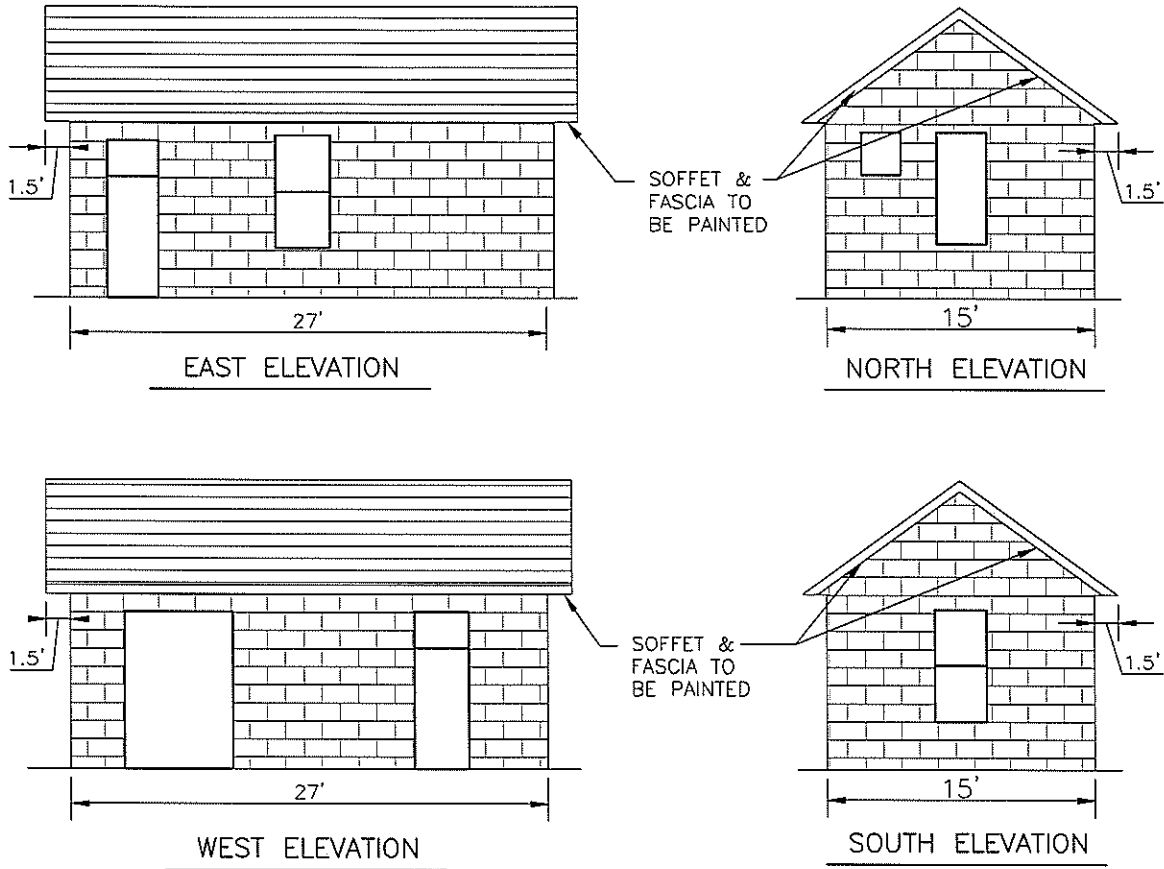 1.5'
27'
EAST ELEVATION
SOFFET &
FASCIA TO
BE PAINTED
1.5'
15'
NORTH ELEVATION
1.5'
27'
WEST ELEVATION
SOFFET &
FASCIA TO
BE PAINTED
1.5'
15'
SOUTH ELEVATION